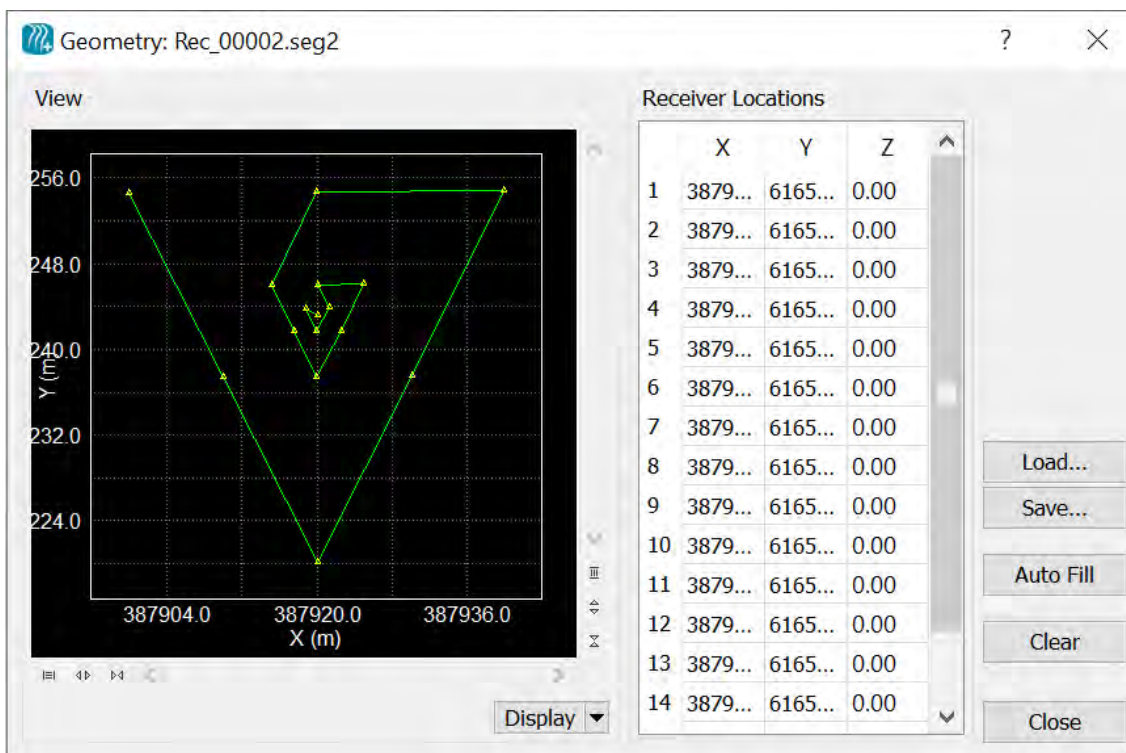 Geometry: Rec_00002.seg2
?
View
256.0
248.0
240.0
232.0
224.0
Y (m)
387904.0 387920.0 387936.0
X (m)
Display
Receiver Locations
X Y Z
1 3879... 6165... 0.00
2 3879... 6165... 0.00
3 3879... 6165... 0.00
4 3879... 6165... 0.00
5 3879... 6165... 0.00
6 3879... 6165... 0.00
7 3879... 6165... 0.00
8 3879... 6165... 0.00
9 3879... 6165... 0.00
10 3879... 6165... 0.00
11 3879... 6165... 0.00
12 3879... 6165... 0.00
13 3879... 6165... 0.00
14 3879... 6165... 0.00
Load...
Save...
Auto Fill
Clear
Close